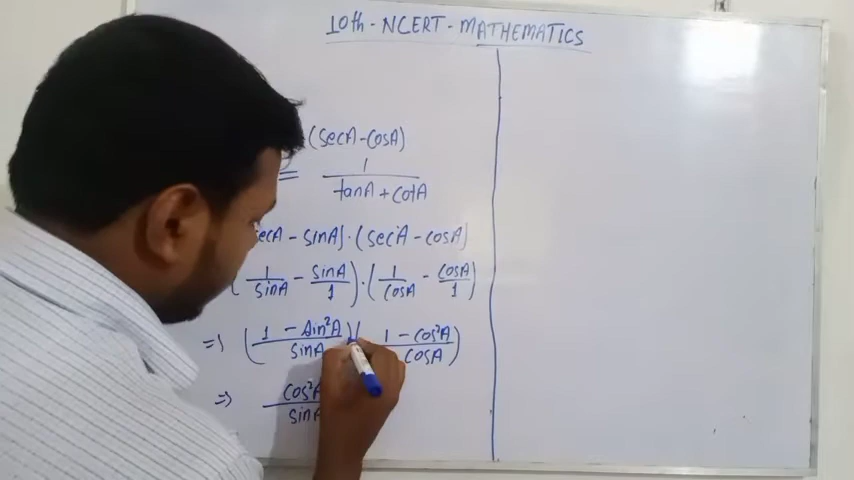 10th - NCERT - MATHEMATICS
(secA - cosA)
= 1 / tanA + cotA
secA - sinA) · (secA - cosA)
(1/sinA - sinA/1) · (1/cosA - cosA/1)
=> (1 - sin²A / sinA) (1 - cos²A / cosA)
=> cos²A / sinA